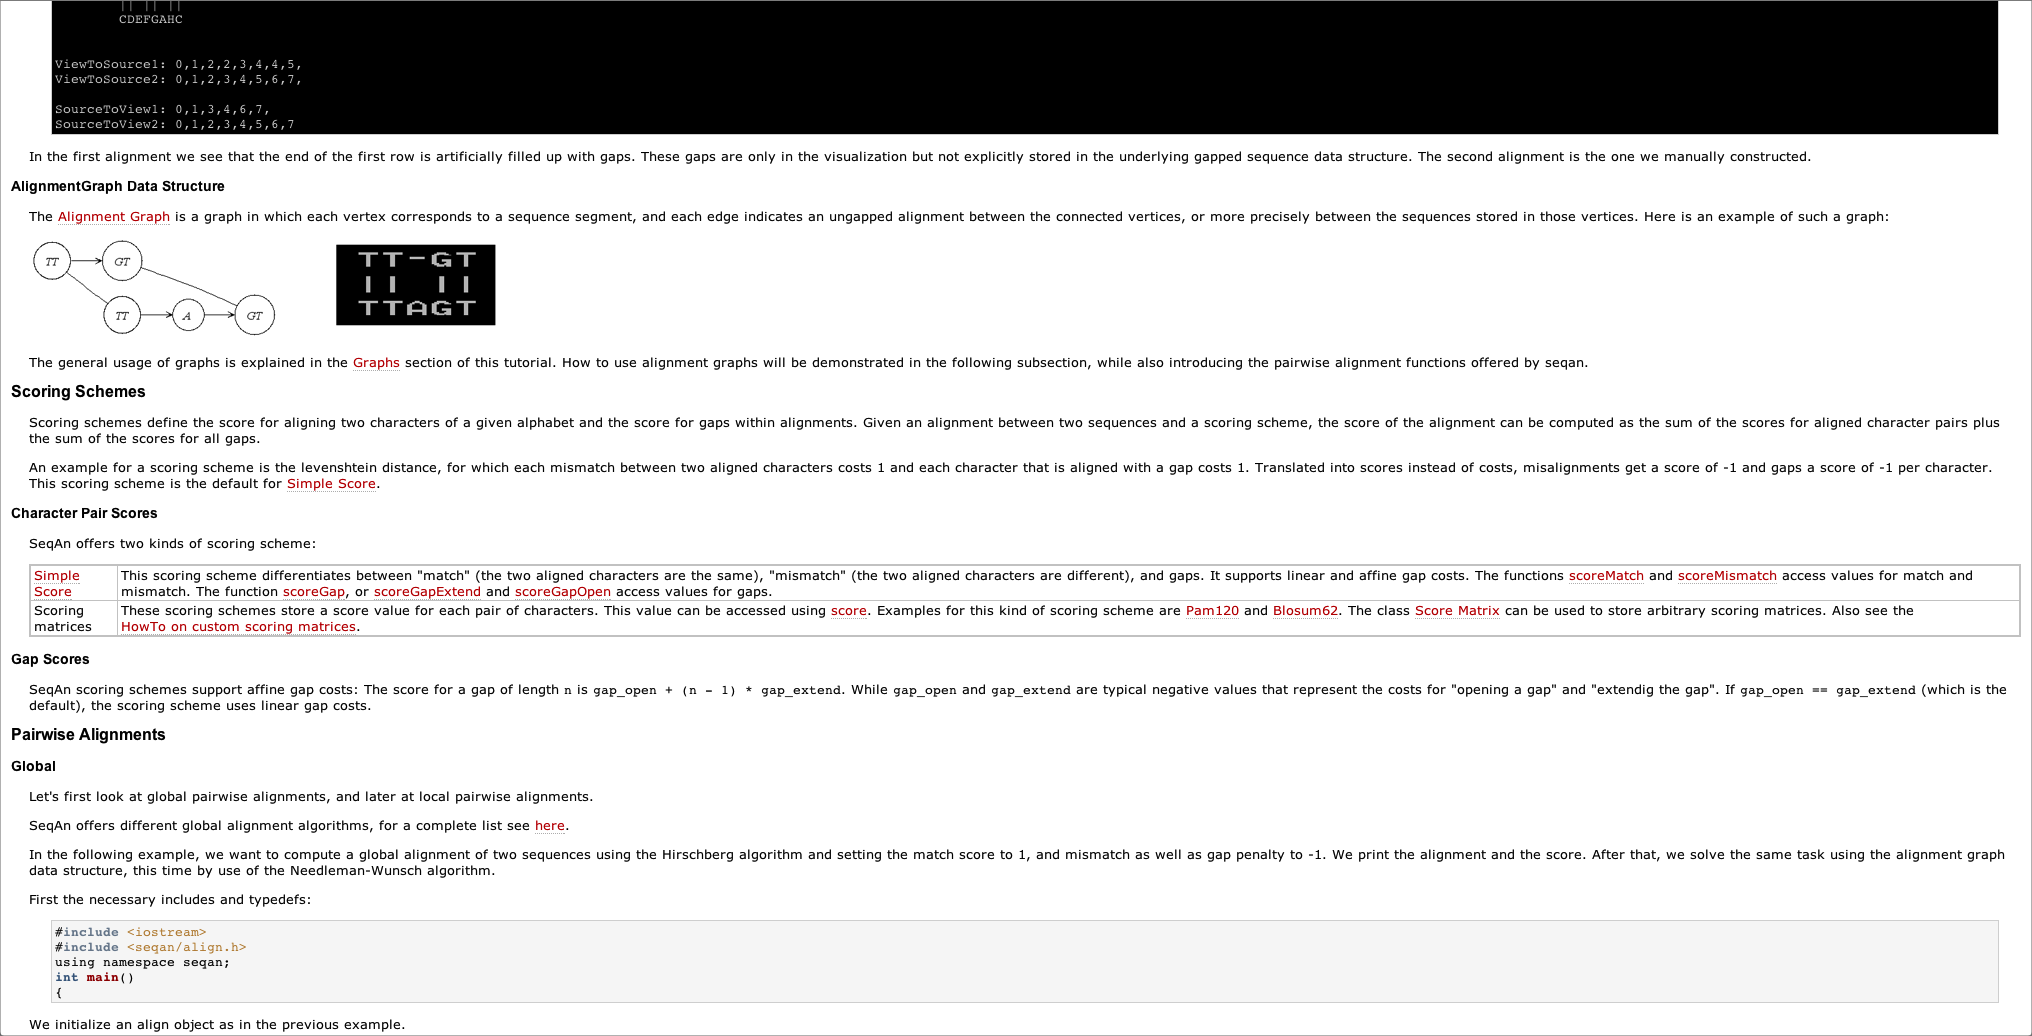 || || ||
CDEFGAHC
ViewToSource1: 0,1,2,2,3,4,4,5,
ViewToSource2: 0,1,2,3,4,5,6,7,
SourceToView1: 0,1,3,4,6,7,
SourceToView2: 0,1,2,3,4,5,6,7
In the first alignment we see that the end of the first row is artificially filled up with gaps. These gaps are only in the visualization but not explicitly stored in the underlying gapped sequence data structure. The second alignment is the one we manually constructed.
AlignmentGraph Data Structure
The Alignment Graph is a graph in which each vertex corresponds to a sequence segment, and each edge indicates an ungapped alignment between the connected vertices, or more precisely between the sequences stored in those vertices. Here is an example of such a graph:
TT GT
TT A GT
TT-GT
|| ||
TTAGT
The general usage of graphs is explained in the Graphs section of this tutorial. How to use alignment graphs will be demonstrated in the following subsection, while also introducing the pairwise alignment functions offered by seqan.
Scoring Schemes
Scoring schemes define the score for aligning two characters of a given alphabet and the score for gaps within alignments. Given an alignment between two sequences and a scoring scheme, the score of the alignment can be computed as the sum of the scores for aligned character pairs plus
the sum of the scores for all gaps.
An example for a scoring scheme is the levenshtein distance, for which each mismatch between two aligned characters costs 1 and each character that is aligned with a gap costs 1. Translated into scores instead of costs, misalignments get a score of -1 and gaps a score of -1 per character.
This scoring scheme is the default for Simple Score.
Character Pair Scores
SeqAn offers two kinds of scoring scheme:
Simple
Score
This scoring scheme differentiates between "match" (the two aligned characters are the same), "mismatch" (the two aligned characters are different), and gaps. It supports linear and affine gap costs. The functions scoreMatch and scoreMismatch access values for match and
mismatch. The function scoreGap, or scoreGapExtend and scoreGapOpen access values for gaps.
Scoring
matrices
These scoring schemes store a score value for each pair of characters. This value can be accessed using score. Examples for this kind of scoring scheme are Pam120 and Blosum62. The class Score Matrix can be used to store arbitrary scoring matrices. Also see the
HowTo on custom scoring matrices.
Gap Scores
SeqAn scoring schemes support affine gap costs: The score for a gap of length n is gap_open + (n - 1) * gap_extend. While gap_open and gap_extend are typical negative values that represent the costs for "opening a gap" and "extendig the gap". If gap_open == gap_extend (which is the
default), the scoring scheme uses linear gap costs.
Pairwise Alignments
Global
Let's first look at global pairwise alignments, and later at local pairwise alignments.
SeqAn offers different global alignment algorithms, for a complete list see here.
In the following example, we want to compute a global alignment of two sequences using the Hirschberg algorithm and setting the match score to 1, and mismatch as well as gap penalty to -1. We print the alignment and the score. After that, we solve the same task using the alignment graph
data structure, this time by use of the Needleman-Wunsch algorithm.
First the necessary includes and typedefs:
#include <iostream>
#include <seqan/align.h>
using namespace seqan;
int main()
{
We initialize an align object as in the previous example.